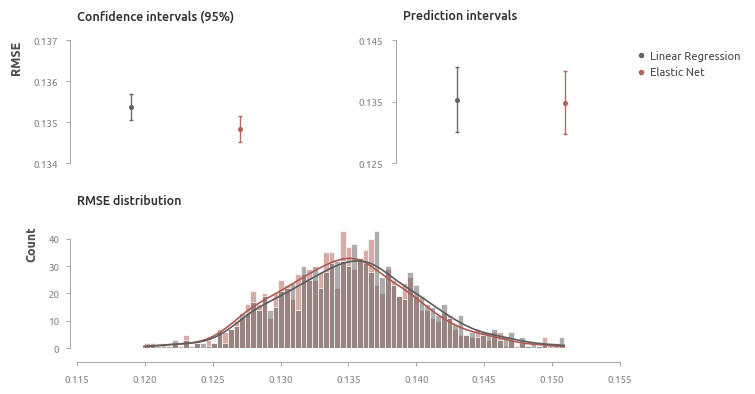 Confidence intervals (95%)
Prediction intervals
RMSE
0.137
0.136
0.135
0.134
0.145
0.135
0.125
Linear Regression
Elastic Net
RMSE distribution
Count
40
30
20
10
0
0.115 0.120 0.125 0.130 0.135 0.140 0.145 0.150 0.155